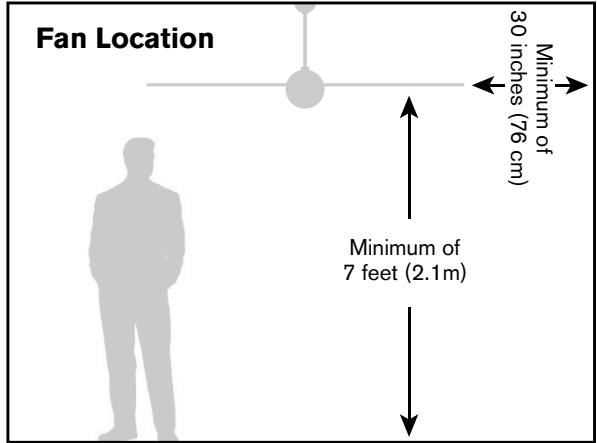 Fan Location
Minimum of
30 inches (76 cm)
Minimum of
7 feet (2.1m)